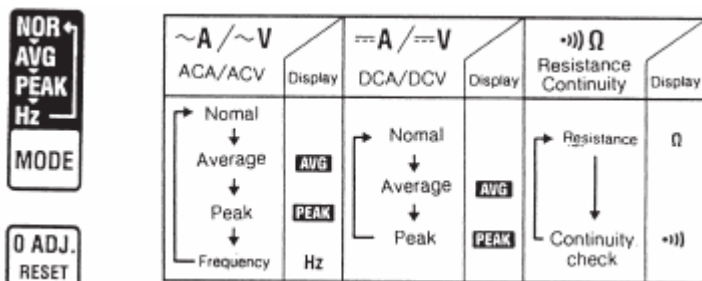 NOR
AVG
PEAK
Hz
MODE
0 ADJ.
RESET
~A /~V
ACA/ACV
Display
Nomal
Average
AVG
Peak
PEAK
Frequency
Hz
⎓A /⎓V
DCA/DCV
Display
Nomal
Average
AVG
Peak
PEAK
•))) Ω
Resistance
Continuity
Display
Resistance
Ω
Continuity
check
•)))